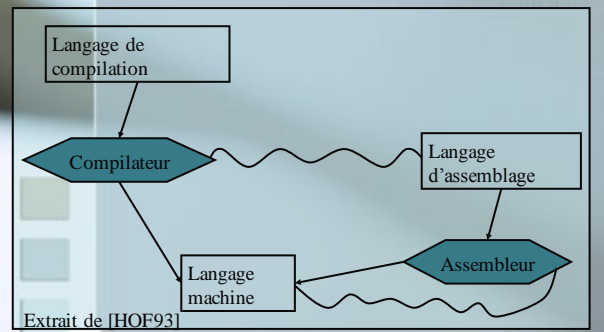 Langage de
compilation
Compilateur
Langage
d'assemblage
Assembleur
Langage
machine
Extrait de [HOF93]